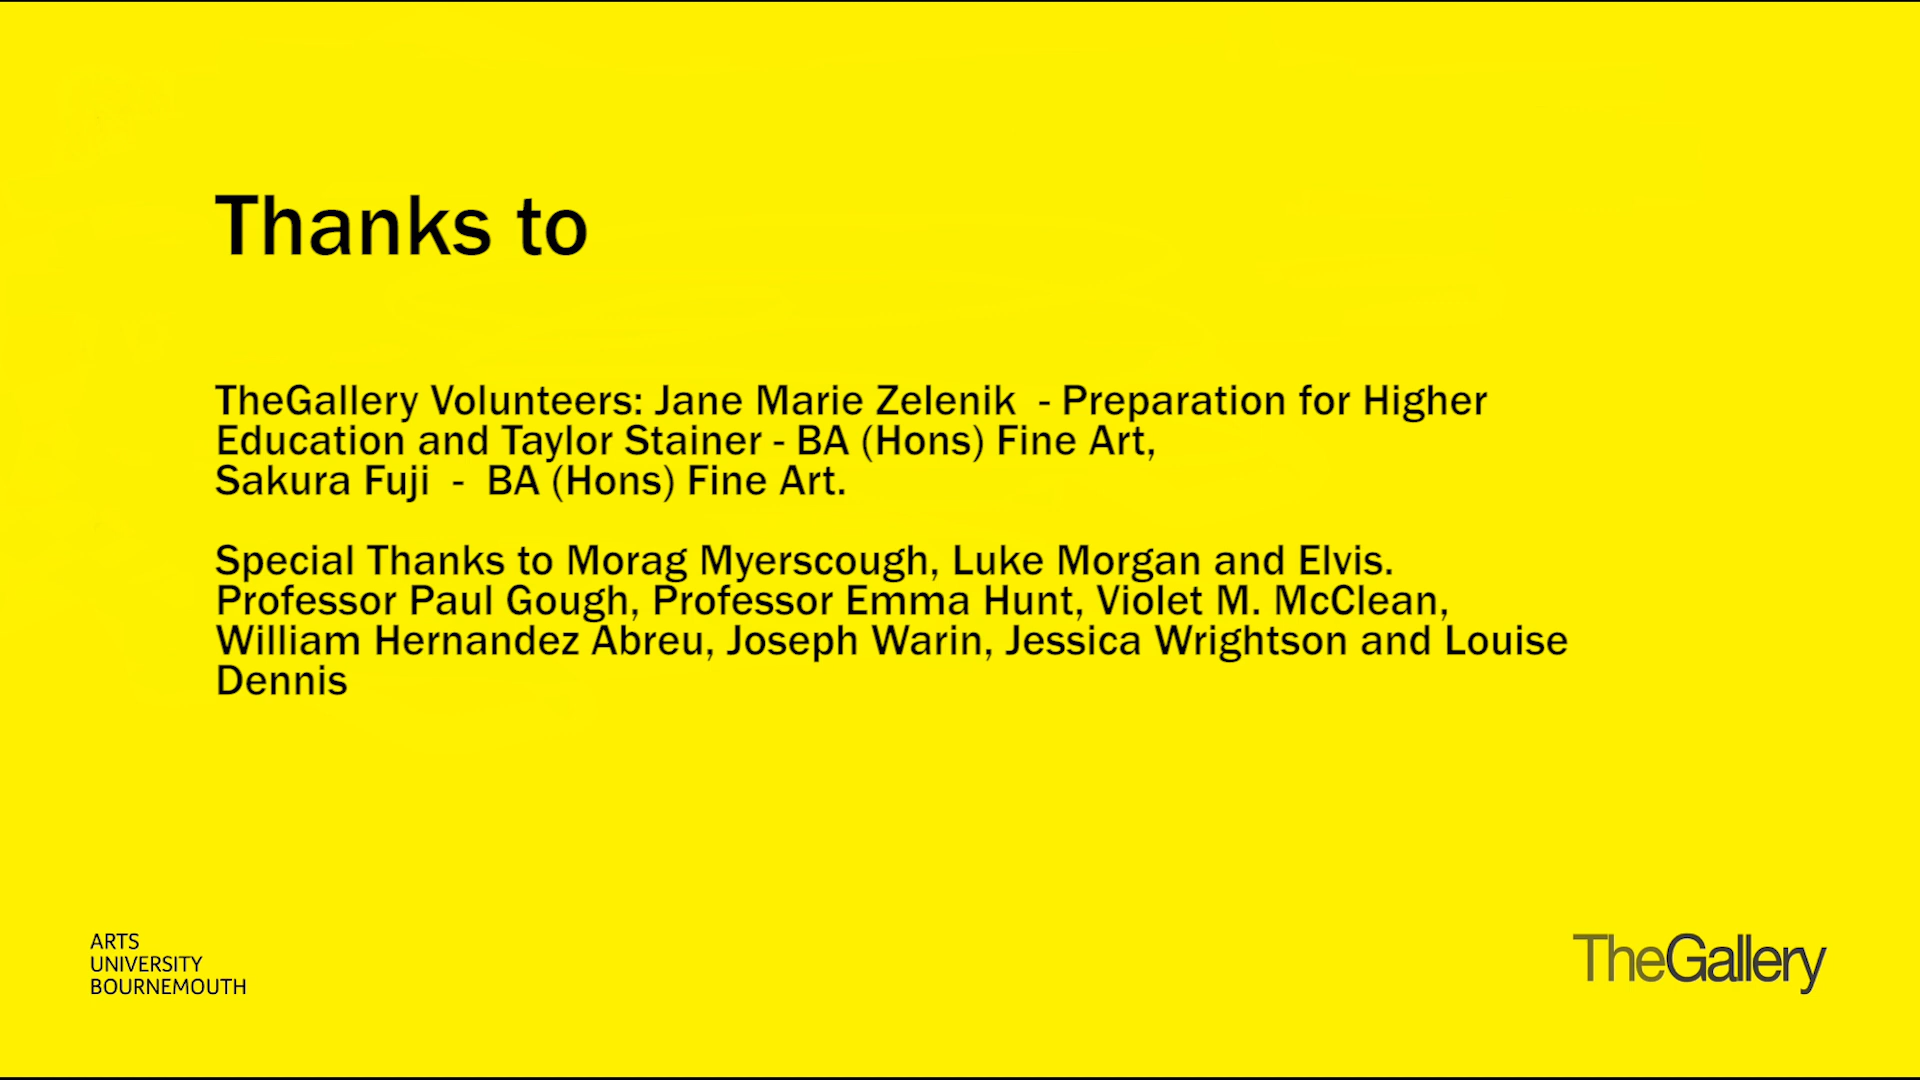 Thanks to
TheGallery Volunteers: Jane Marie Zelenik  - Preparation for Higher
Education and Taylor Stainer - BA (Hons) Fine Art,
Sakura Fuji  -  BA (Hons) Fine Art.
Special Thanks to Morag Myerscough, Luke Morgan and Elvis.
Professor Paul Gough, Professor Emma Hunt, Violet M. McClean,
William Hernandez Abreu, Joseph Warin, Jessica Wrightson and Louise
Dennis
ARTS
UNIVERSITY
BOURNEMOUTH
TheGallery